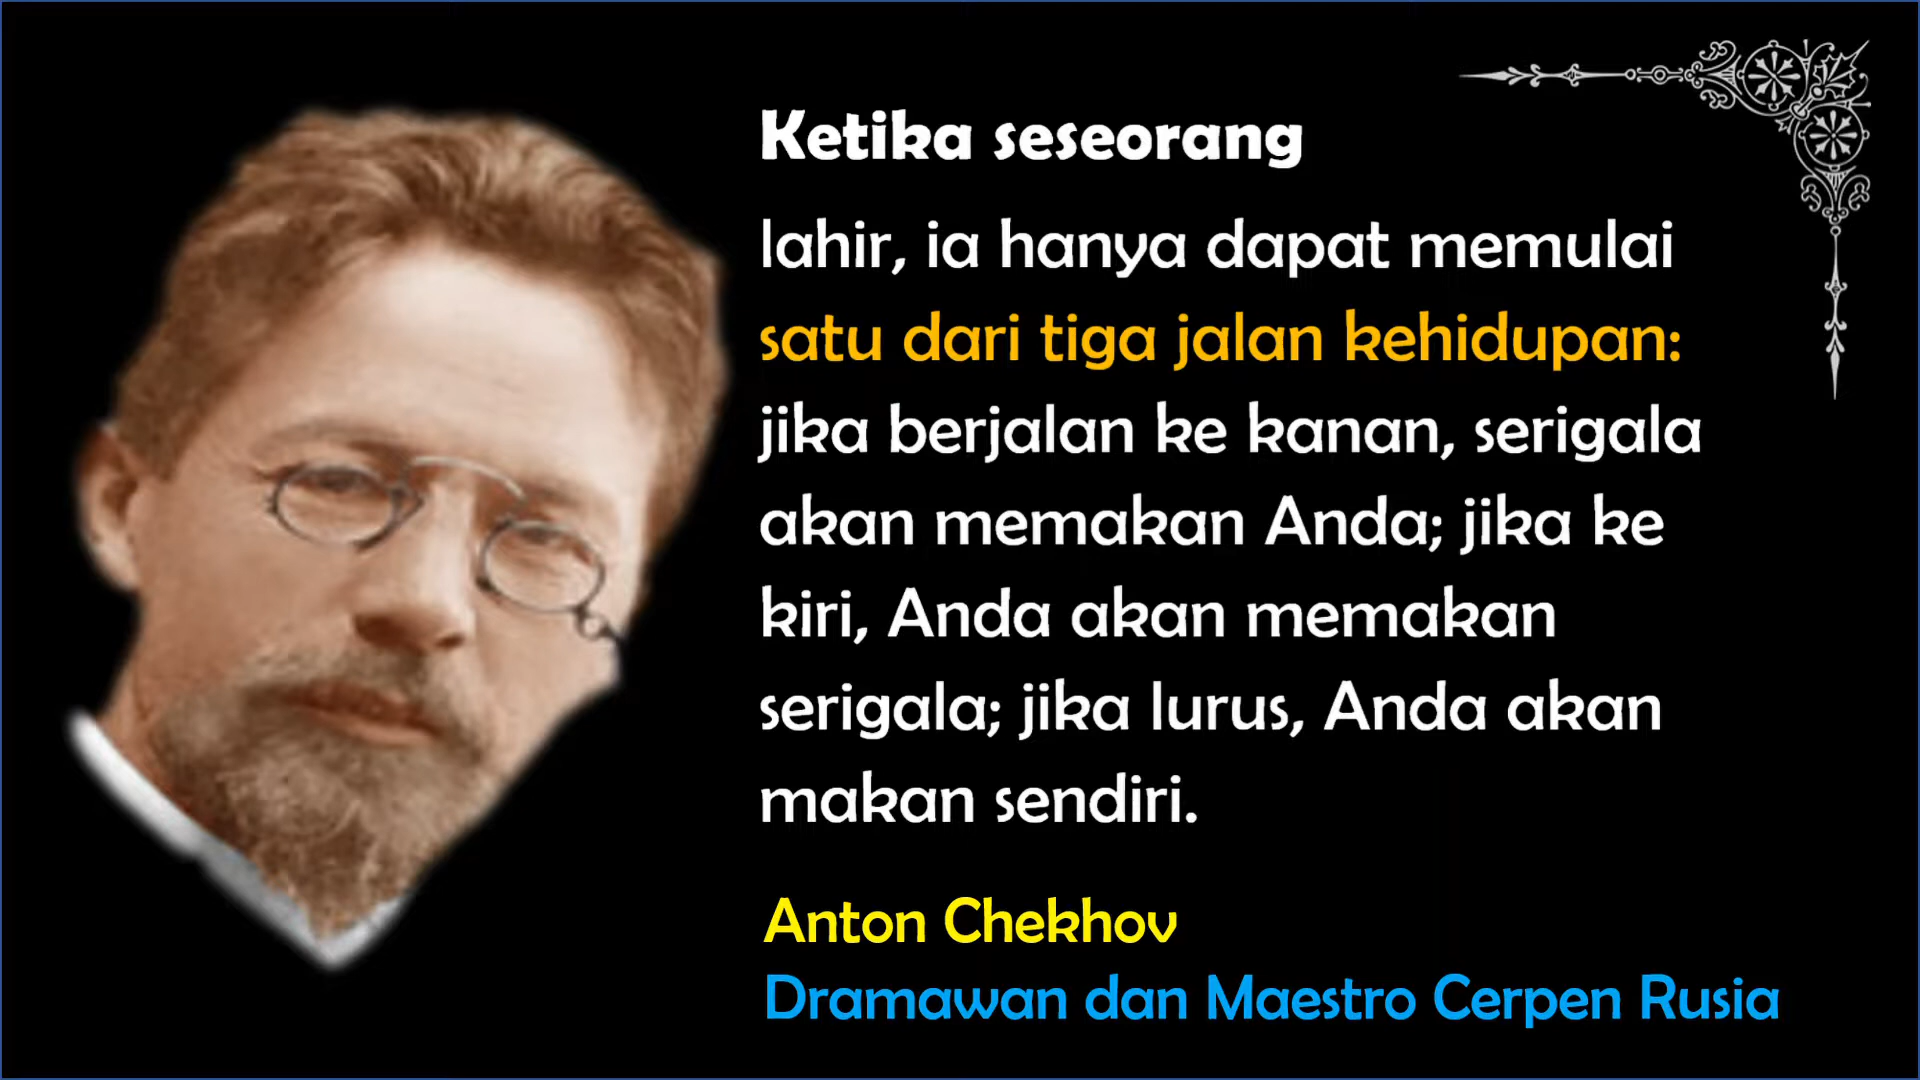 Ketika seseorang
lahir, ia hanya dapat memulai
satu dari tiga jalan kehidupan:
jika berjalan ke kanan, serigala
akan memakan Anda; jika ke
kiri, Anda akan memakan
serigala; jika lurus, Anda akan
makan sendiri.
Anton Chekhov
Dramawan dan Maestro Cerpen Rusia